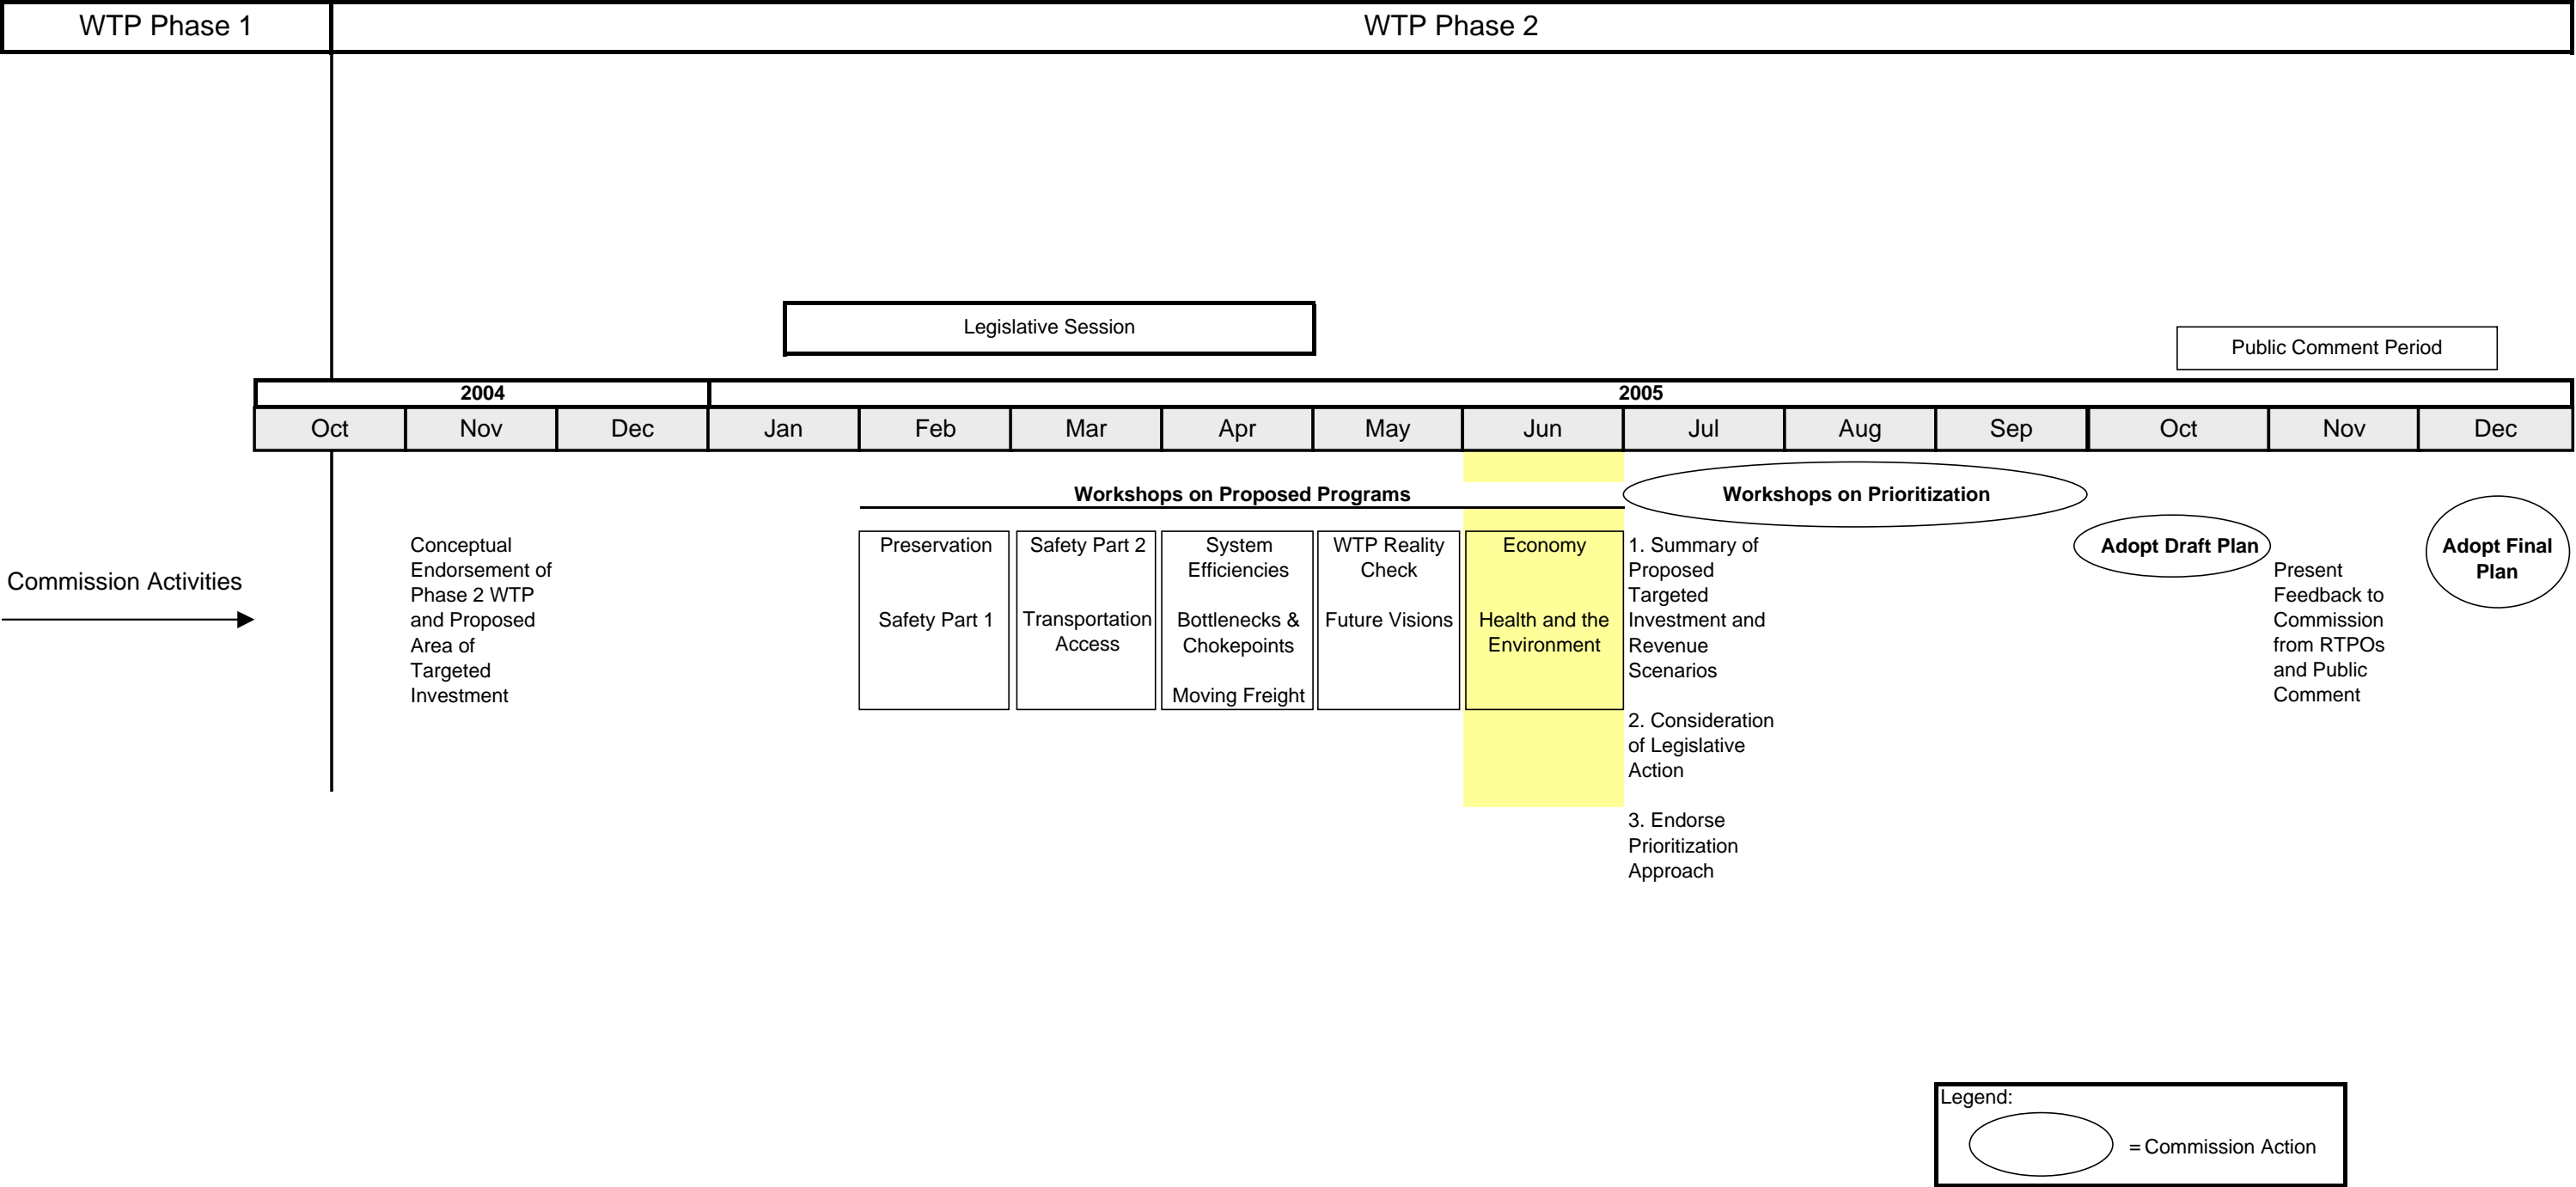 WTP Phase 1
WTP Phase 2
Legislative Session
Public Comment Period
2004
2005
Oct
Nov
Dec
Jan
Feb
Mar
Apr
May
Jun
Jul
Aug
Sep
Oct
Nov
Dec
Workshops on Proposed Programs
Workshops on Prioritization
Commission Activities
Conceptual
Endorsement of
Phase 2 WTP
and Proposed
Area of
Targeted
Investment
Preservation
Safety Part 1
Safety Part 2
Transportation
Access
System
Efficiencies
Bottlenecks &
Chokepoints
Moving Freight
WTP Reality
Check
Future Visions
Economy
Health and the
Environment
1. Summary of
Proposed
Targeted
Investment and
Revenue
Scenarios
2. Consideration
of Legislative
Action
3. Endorse
Prioritization
Approach
Adopt Draft Plan
Present
Feedback to
Commission
from RTPOs
and Public
Comment
Adopt Final
Plan
Legend:
= Commission Action